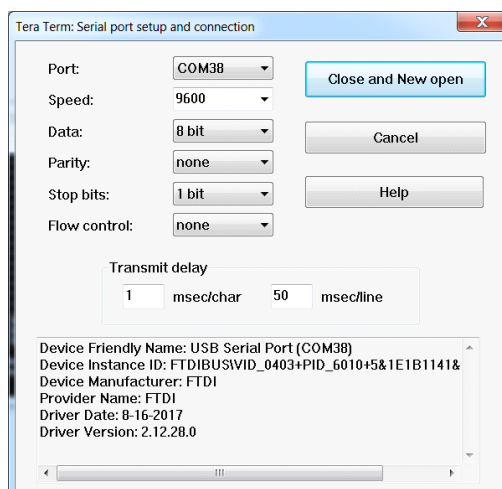 Tera Term: Serial port setup and connection
Port: COM38
Close and New open
Speed: 9600
Data: 8 bit
Cancel
Parity: none
Stop bits: 1 bit
Help
Flow control: none
Transmit delay
1 msec/char 50 msec/line
Device Friendly Name: USB Serial Port (COM38)
Device Instance ID: FTDIBUS\VID_0403+PID_6010+5&1E1B1141&
Device Manufacturer: FTDI
Provider Name: FTDI
Driver Date: 8-16-2017
Driver Version: 2.12.28.0